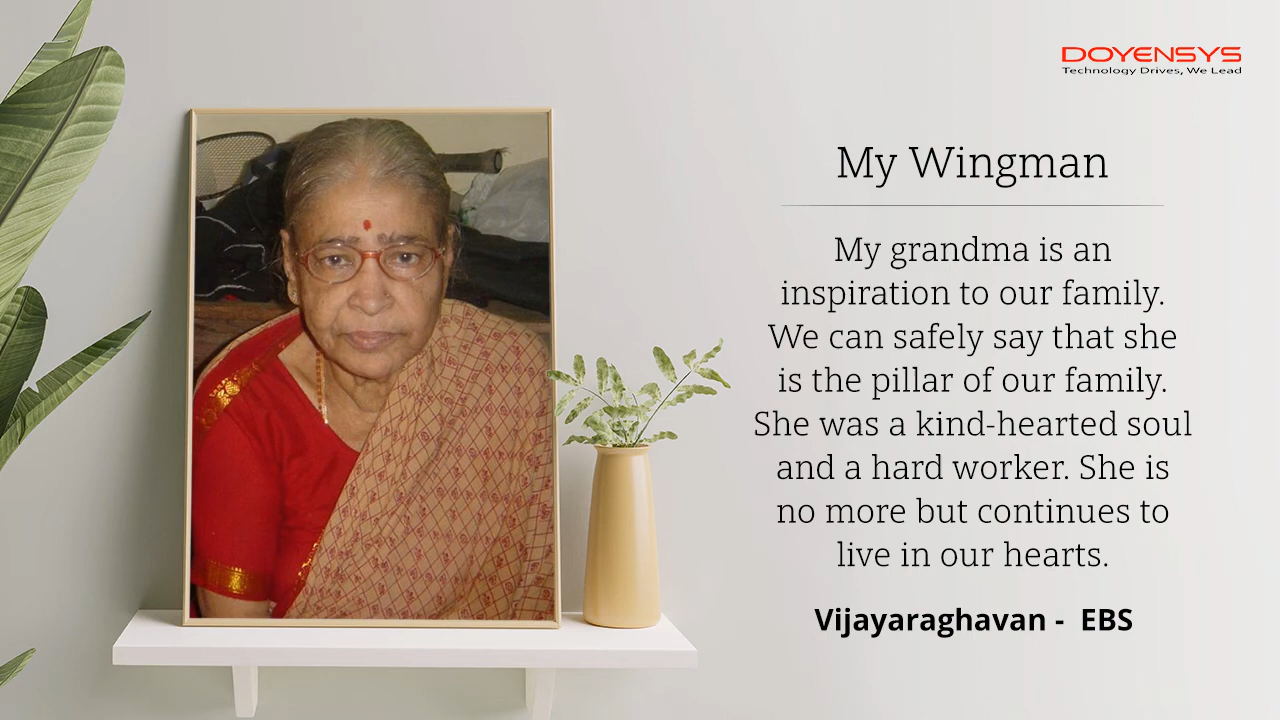 DOYENSYS
Technology Drives, We Lead
My Wingman
My grandma is an
inspiration to our family.
We can safely say that she
is the pillar of our family.
She was a kind-hearted soul
and a hard worker. She is
no more but continues to
live in our hearts.
Vijayaraghavan -  EBS